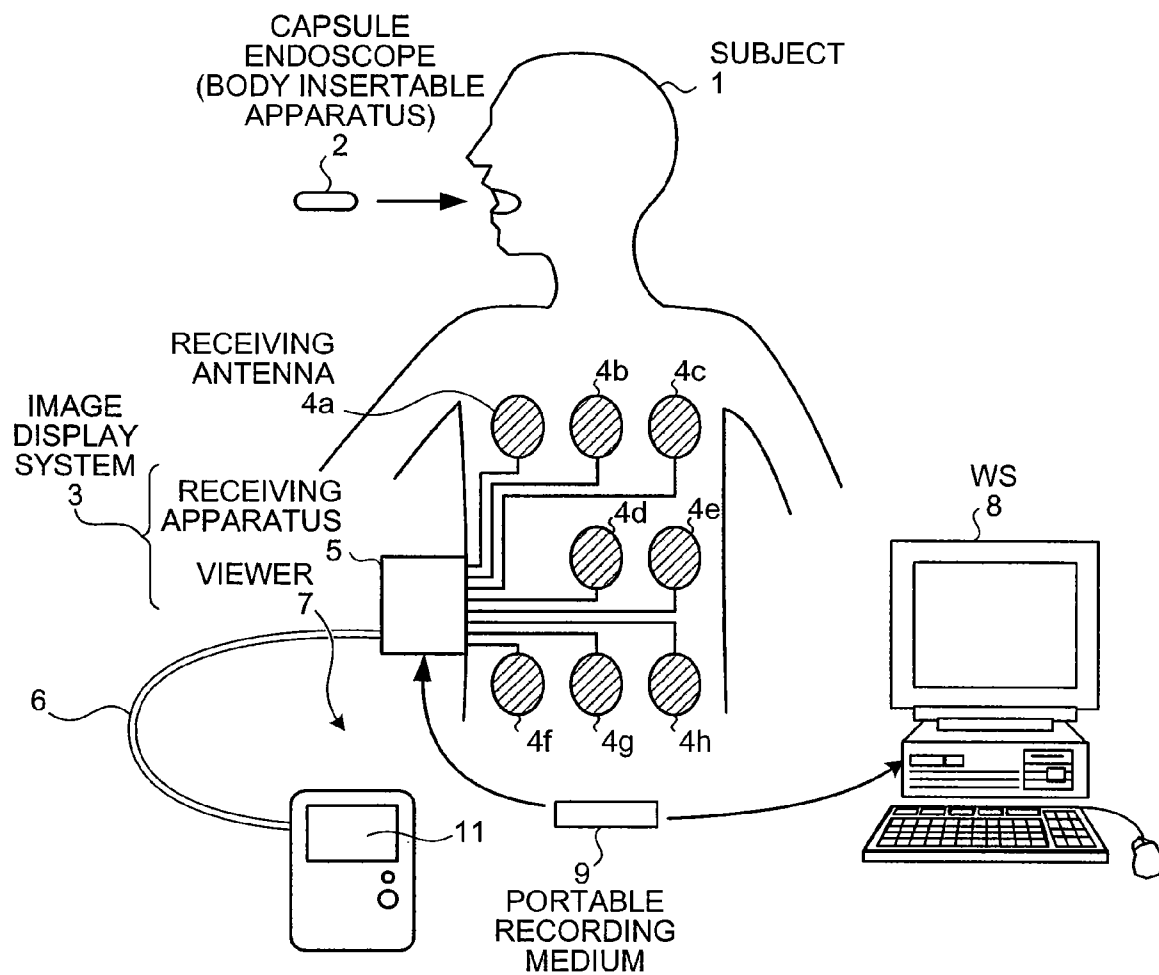 CAPSULE
ENDOSCOPE
(BODY INSERTABLE
APPARATUS)
2
SUBJECT
1
RECEIVING
ANTENNA
4a
4b
4c
IMAGE
DISPLAY
SYSTEM
3
RECEIVING
APPARATUS
5
4d
4e
WS
8
VIEWER
7
6
4f
4g
4h
11
9
PORTABLE
RECORDING
MEDIUM